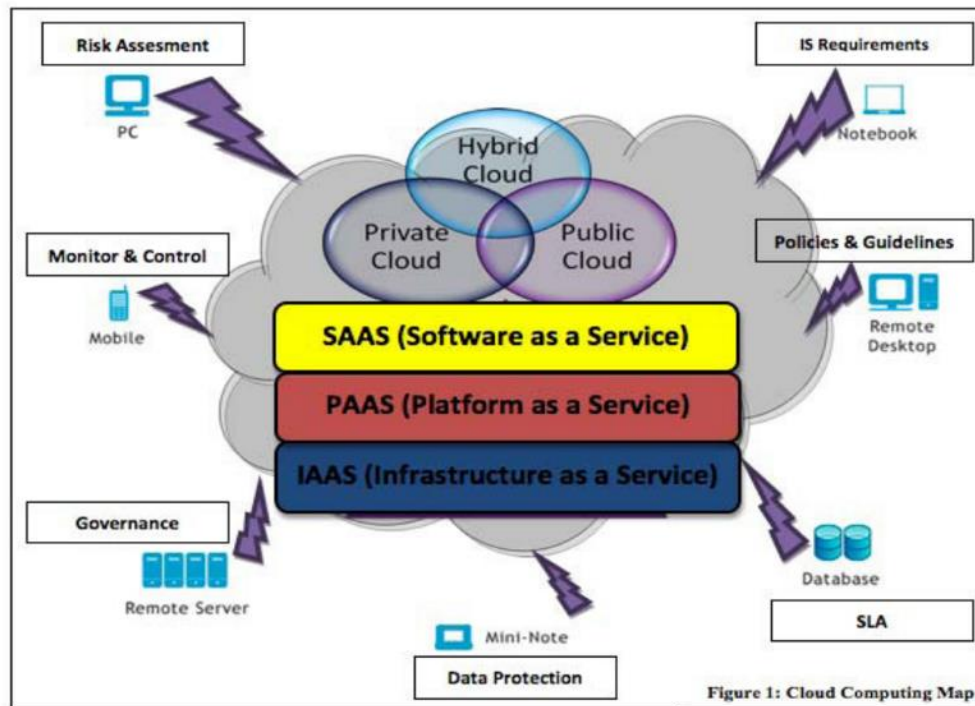 Risk Assesment
PC
IS Requirements
Notebook
Hybrid
Cloud
Private
Cloud
Public
Cloud
Monitor & Control
Mobile
Policies & Guidelines
Remote
Desktop
SAAS (Software as a Service)
PAAS (Platform as a Service)
IAAS (Infrastructure as a Service)
Governance
Remote Server
Database
SLA
Mini-Note
Data Protection
Figure 1: Cloud Computing Map